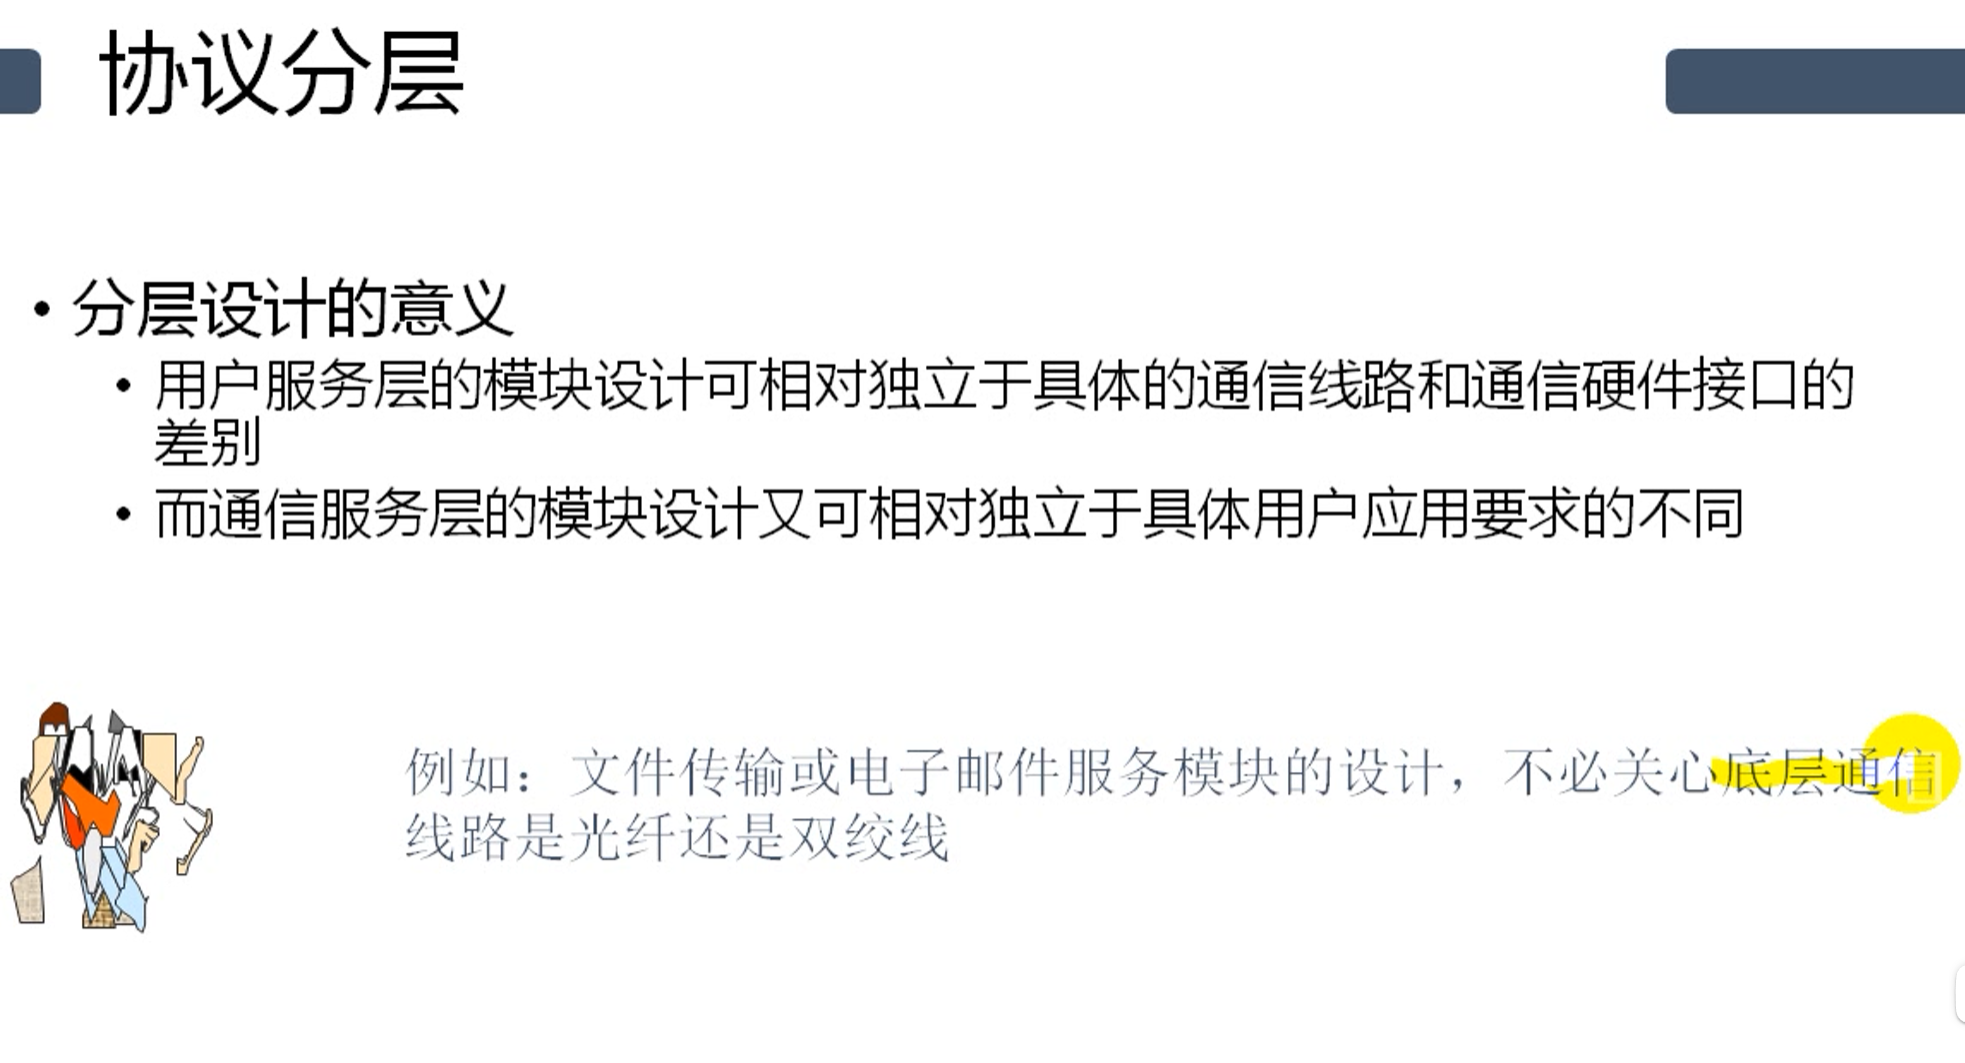 协议分层
• 分层设计的意义
• 用户服务层的模块设计可相对独立于具体的通信线路和通信硬件接口的
差别
• 而通信服务层的模块设计又可相对独立于具体用户应用要求的不同
例如：文件传输或电子邮件服务模块的设计，不必关心底层通信
线路是光纤还是双绞线